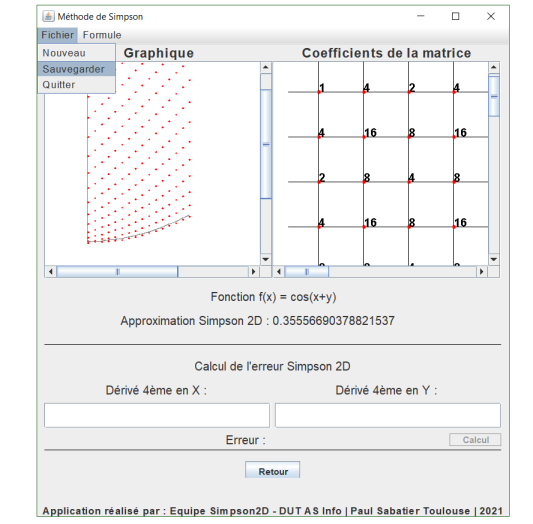 Méthode de Simpson
Fichier Formule
Nouveau
Sauvegarder
Quitter
Graphique
Coefficients de la matrice
1 4 2 4
4 16 8 16
2 8 4 8
4 16 8 16
Fonction f(x) = cos(x+y)
Approximation Simpson 2D : 0.35556690378821537
Calcul de l'erreur Simpson 2D
Dérivé 4ème en X :
Dérivé 4ème en Y :
Erreur :
Calcul
Retour
Application réalisé par : Equipe Simpson2D - DUT AS Info | Paul Sabatier Toulouse | 2021